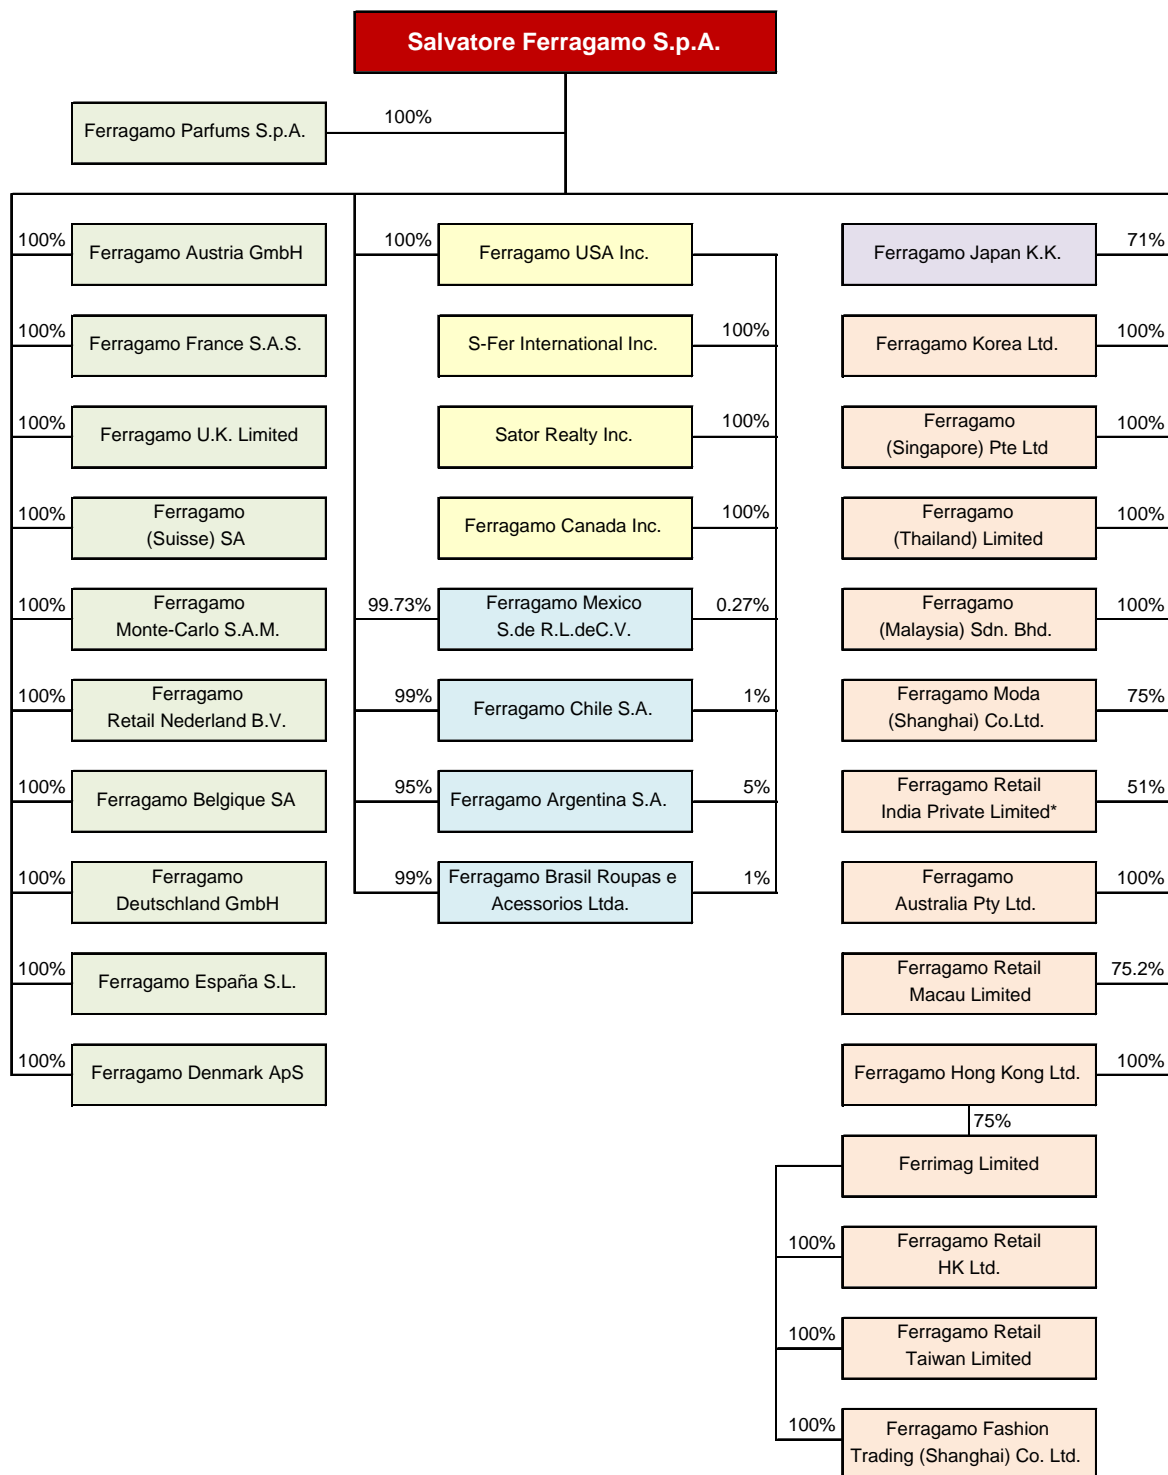 Salvatore Ferragamo S.p.A.
Ferragamo Parfums S.p.A.
100%
100%
Ferragamo Austria GmbH
100%
Ferragamo USA Inc.
Ferragamo Japan K.K.
71%
100%
Ferragamo France S.A.S.
S-Fer International Inc.
100%
Ferragamo Korea Ltd.
100%
100%
Ferragamo U.K. Limited
Sator Realty Inc.
100%
Ferragamo
(Singapore) Pte Ltd
100%
100%
Ferragamo
(Suisse) SA
Ferragamo Canada Inc.
100%
Ferragamo
(Thailand) Limited
100%
100%
Ferragamo
Monte-Carlo S.A.M.
99.73%
Ferragamo Mexico
S.de R.L.deC.V.
0.27%
Ferragamo
(Malaysia) Sdn. Bhd.
100%
100%
Ferragamo
Retail Nederland B.V.
99%
Ferragamo Chile S.A.
1%
Ferragamo Moda
(Shanghai) Co.Ltd.
75%
100%
Ferragamo Belgique SA
95%
Ferragamo Argentina S.A.
5%
Ferragamo Retail
India Private Limited*
51%
100%
Ferragamo
Deutschland GmbH
99%
Ferragamo Brasil Roupas e
Acessorios Ltda.
1%
Ferragamo
Australia Pty Ltd.
100%
100%
Ferragamo España S.L.
Ferragamo Retail
Macau Limited
75.2%
100%
Ferragamo Denmark ApS
Ferragamo Hong Kong Ltd.
100%
75%
Ferrimag Limited
100%
Ferragamo Retail
HK Ltd.
100%
Ferragamo Retail
Taiwan Limited
100%
Ferragamo Fashion
Trading (Shanghai) Co. Ltd.